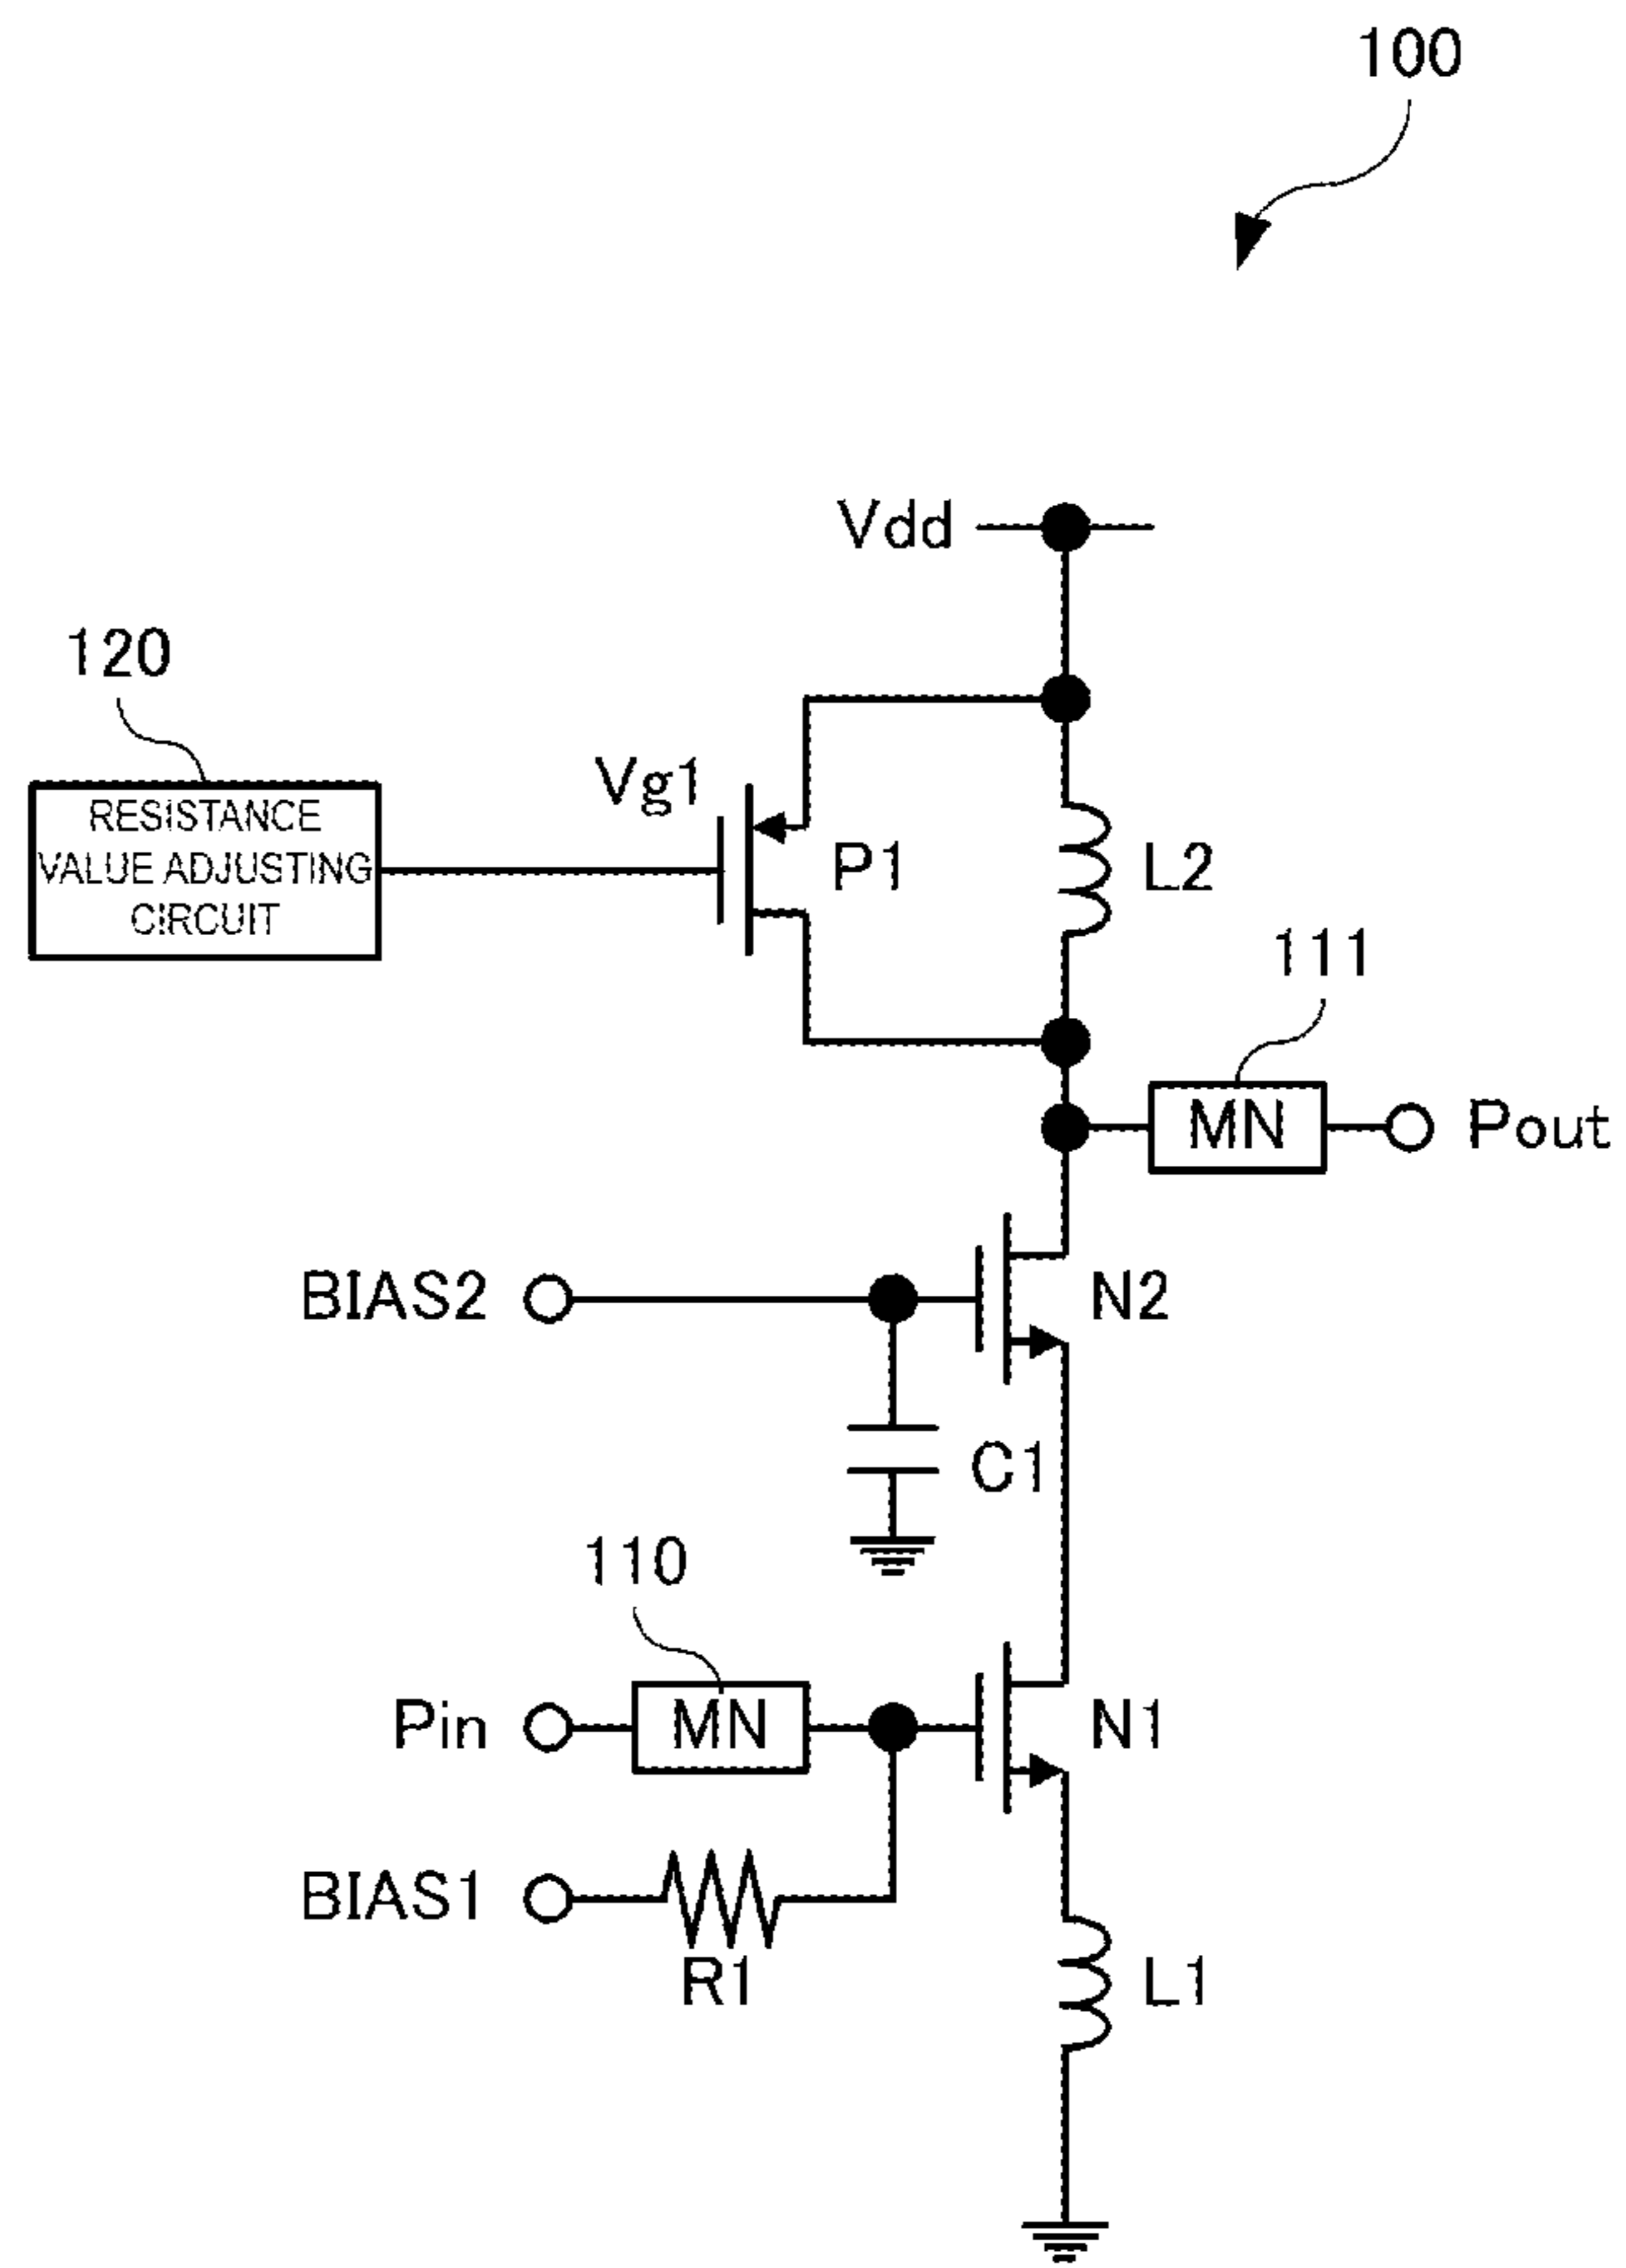 100
Vdd
120
Vg1
RESISTANCE
VALUE ADJUSTING
CIRCUIT
P1
L2
111
MN
Pout
BIAS2
N2
C1
110
Pin
MN
N1
BIAS1
R1
L1